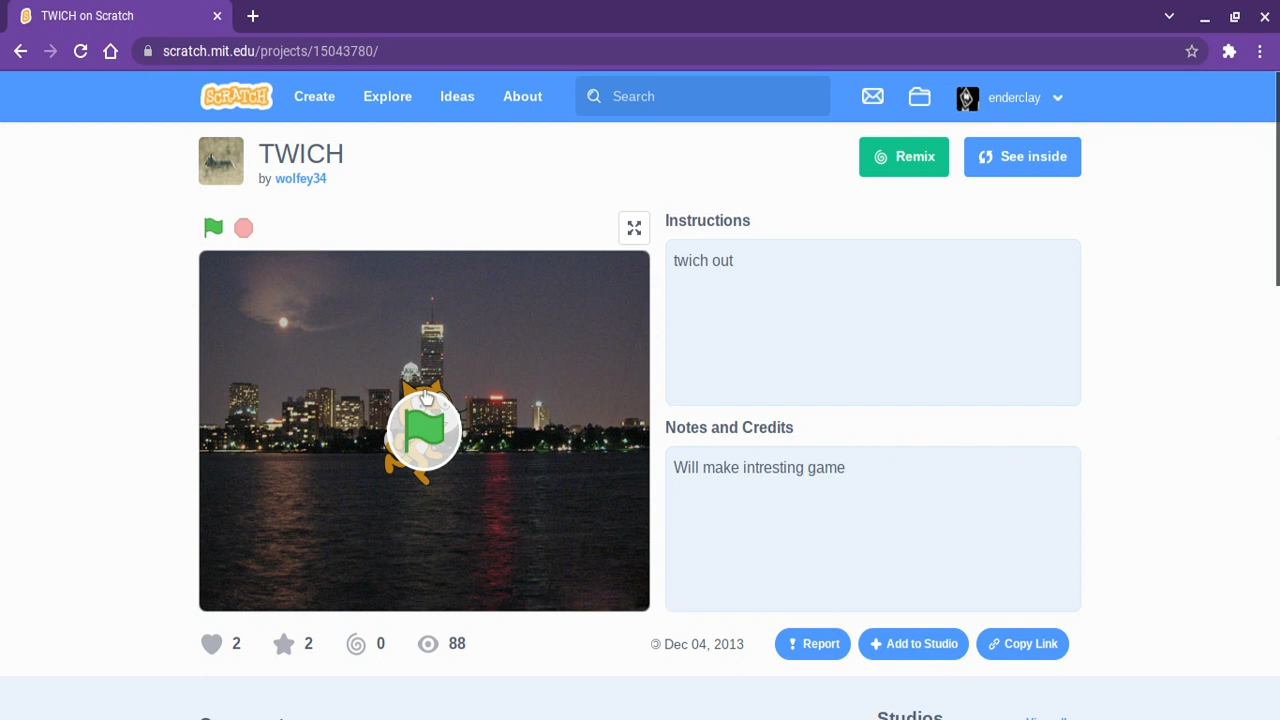 TWICH on Scratch
scratch.mit.edu/projects/15043780/
SCRATCH
Create
Explore
Ideas
About
Search
enderclay
TWICH
by wolfey34
Remix
See inside
Instructions
twich out
Notes and Credits
Will make intresting game
2
2
0
88
Dec 04, 2013
Report
Add to Studio
Copy Link
Studios